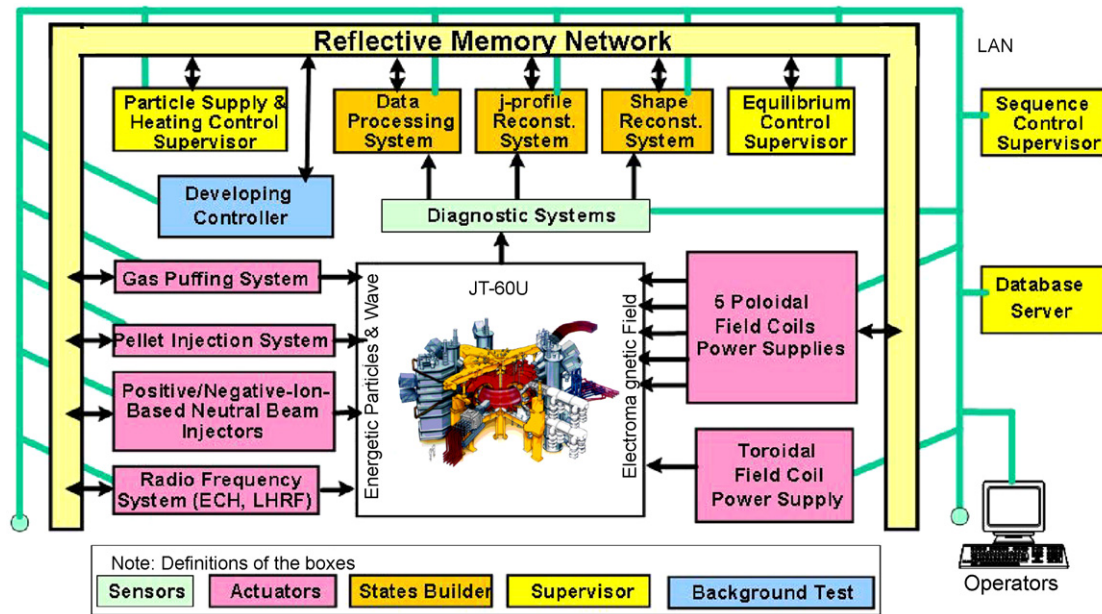 Reflective Memory Network
LAN
Particle Supply &
Heating Control
Supervisor
Data
Processing
System
j-profile
Reconst.
System
Shape
Reconst.
System
Equilibrium
Control
Supervisor
Sequence
Control
Supervisor
Developing
Controller
Diagnostic Systems
Gas Puffing System
Pellet Injection System
Positive/Negative-Ion-
Based Neutral Beam
Injectors
Radio Frequency
System (ECH, LHRF)
Energetic Particles & Wave
JT-60U
Electromagnetic Field
5 Poloidal
Field Coils
Power Supplies
Toroidal
Field Coil
Power Supply
Database
Server
Operators
Note: Definitions of the boxes
Sensors
Actuators
States Builder
Supervisor
Background Test